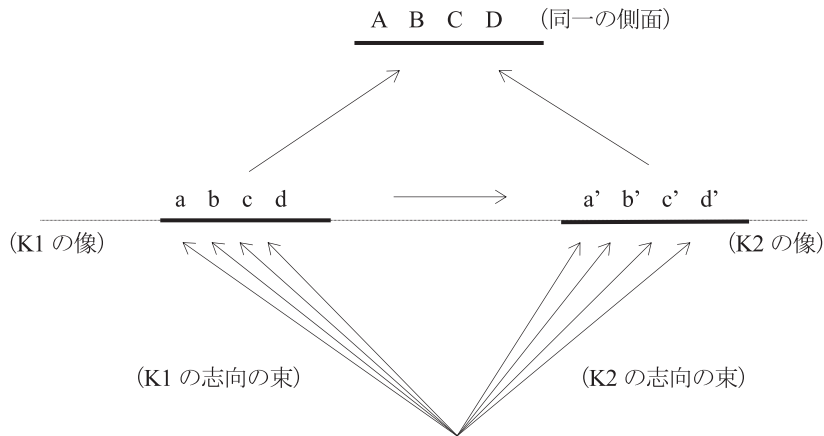 A B C D (同一の側面)
a b c d a’ b’ c’ d’
(K1 の像) (K2 の像)
(K1 の志向の束) (K2 の志向の束)